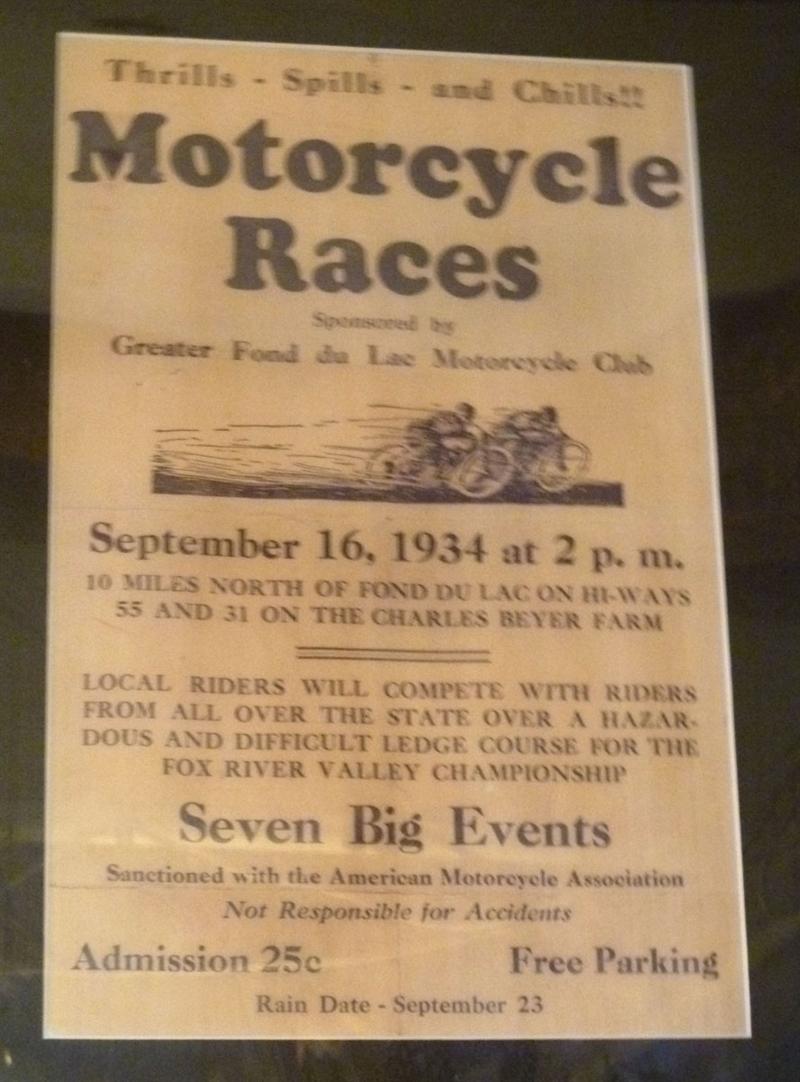 Thrills - Spills - and Chills!!
Motorcycle
Races
Sponsored by
Greater Fond du Lac Motorcycle Club
September 16, 1934 at 2 p. m.
10 MILES NORTH OF FOND DU LAC ON HI-WAYS
55 AND 31 ON THE CHARLES BEYER FARM
LOCAL RIDERS WILL COMPETE WITH RIDERS
FROM ALL OVER THE STATE OVER A HAZAR-
DOUS AND DIFFICULT LEDGE COURSE FOR THE
FOX RIVER VALLEY CHAMPIONSHIP
Seven Big Events
Sanctioned with the American Motorcycle Association
Not Responsible for Accidents
Admission 25c Free Parking
Rain Date - September 23